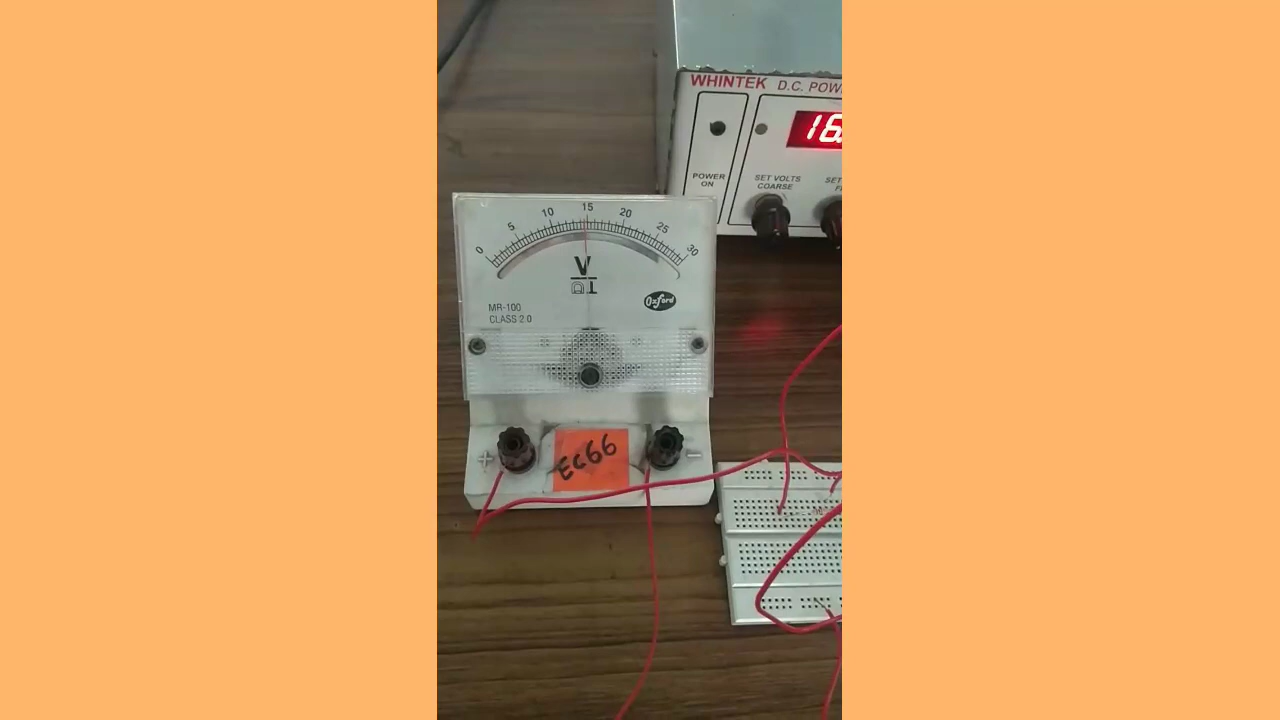 WHINTEK D.C. POW
16.
POWER
ON
SET VOLTS
COARSE
SET
F
0 5 10 15 20 25 30
V
Oxford
MR-100
CLASS 2.0
+ EC66 −